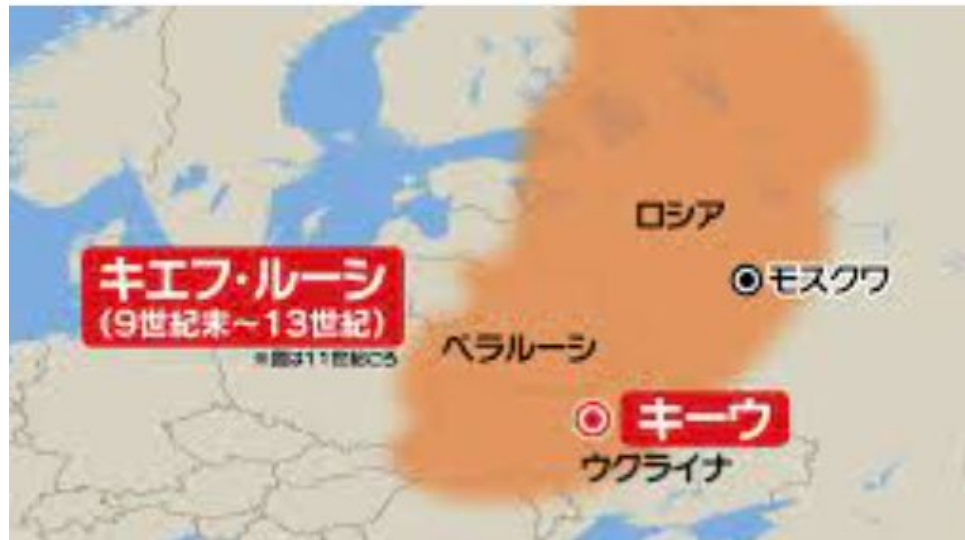 ロシア
キエフ・ルーシ
(9世紀末～13世紀)
※図は11世紀ごろ
モスクワ
ベラルーシ
キーウ
ウクライナ